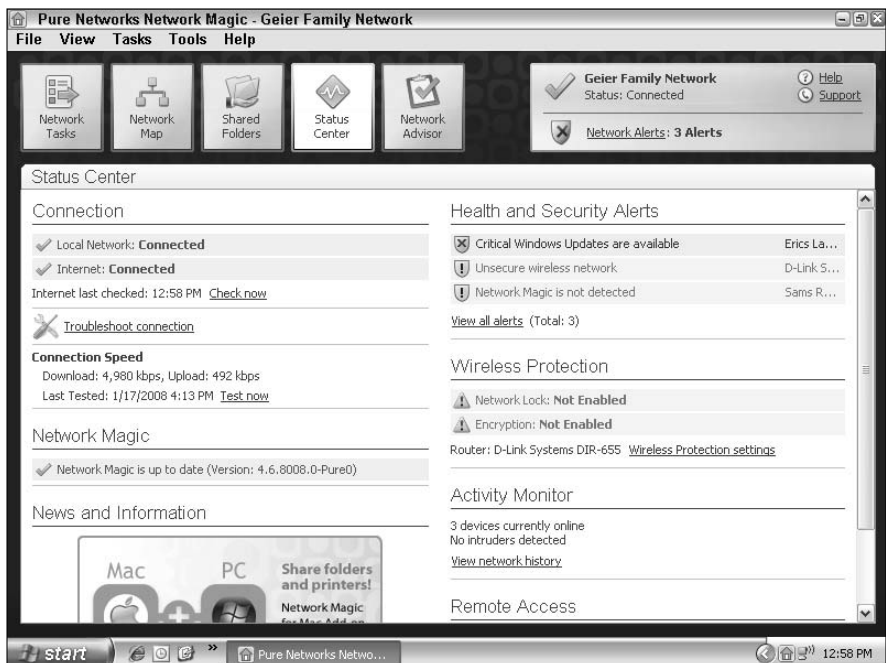 Pure Networks Network Magic - Geier Family Network
File View Tasks Tools Help
Network Tasks
Network Map
Shared Folders
Status Center
Network Advisor
Geier Family Network
Status: Connected
Network Alerts: 3 Alerts
Help
Support
Status Center
Connection
Local Network: Connected
Internet: Connected
Internet last checked: 12:58 PM Check now
Troubleshoot connection
Connection Speed
Download: 4,980 kbps, Upload: 492 kbps
Last Tested: 1/17/2008 4:13 PM Test now
Network Magic
Network Magic is up to date (Version: 4.6.8008.0-Pure0)
News and Information
Mac PC
Share folders
and printers!
Network Magic
for Mac Add-on
Health and Security Alerts
Critical Windows Updates are available Erics La...
Unsecure wireless network D-Link S...
Network Magic is not detected Sams R...
View all alerts (Total: 3)
Wireless Protection
Network Lock: Not Enabled
Encryption: Not Enabled
Router: D-Link Systems DIR-655 Wireless Protection settings
Activity Monitor
3 devices currently online
No intruders detected
View network history
Remote Access
start » Pure Networks Netwo... 12:58 PM